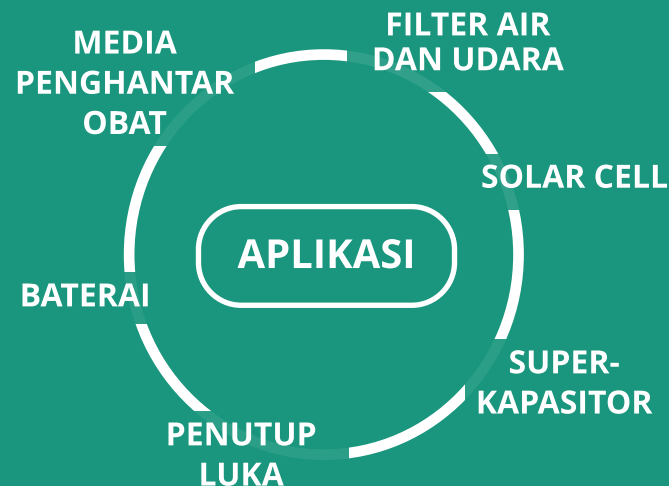 MEDIA
PENGHANTAR
OBAT
FILTER AIR
DAN UDARA
SOLAR CELL
APLIKASI
BATERAI
SUPER-
KAPASITOR
PENUTUP
LUKA